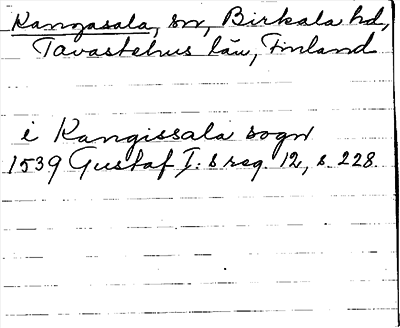 Kangasala, sn, Birkala hd,
Tavastehus län, Finland
i Kangissala sogn
1539 Gustaf I:s reg. 12, s. 228.